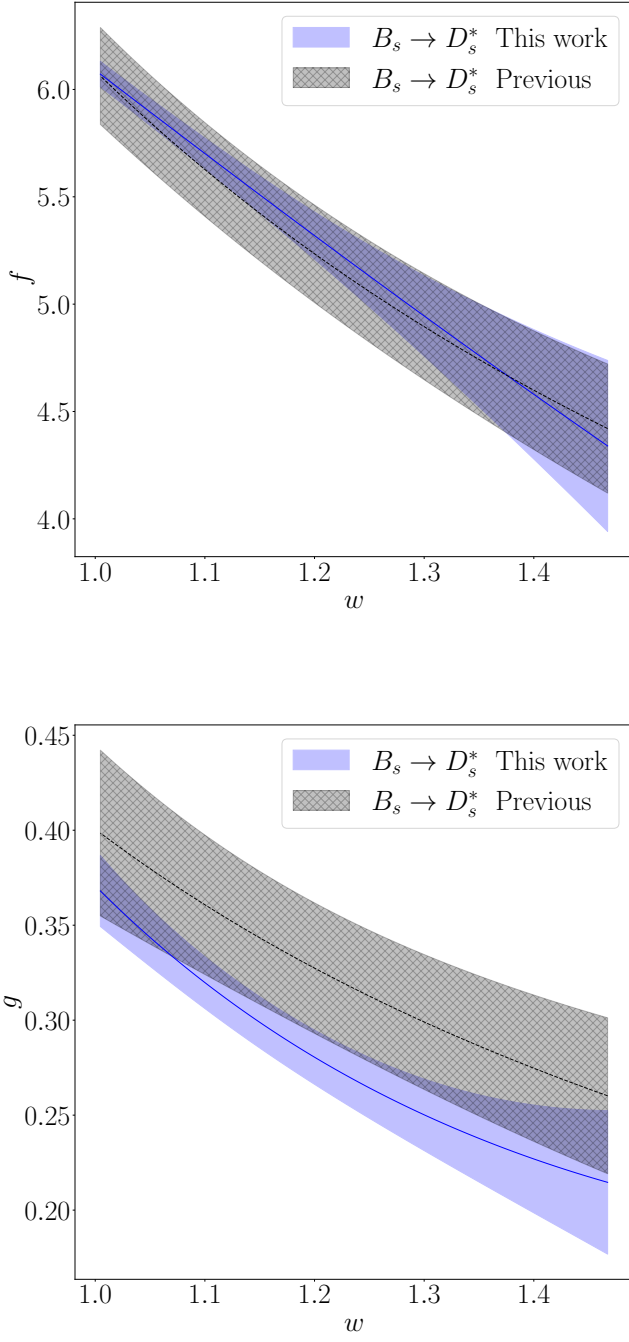 B_s → D_s^* This work
B_s → D_s^* Previous
6.0
5.5
5.0
4.5
4.0
f
1.0 1.1 1.2 1.3 1.4
w
B_s → D_s^* This work
B_s → D_s^* Previous
0.45
0.40
0.35
0.30
0.25
0.20
g
1.0 1.1 1.2 1.3 1.4
w